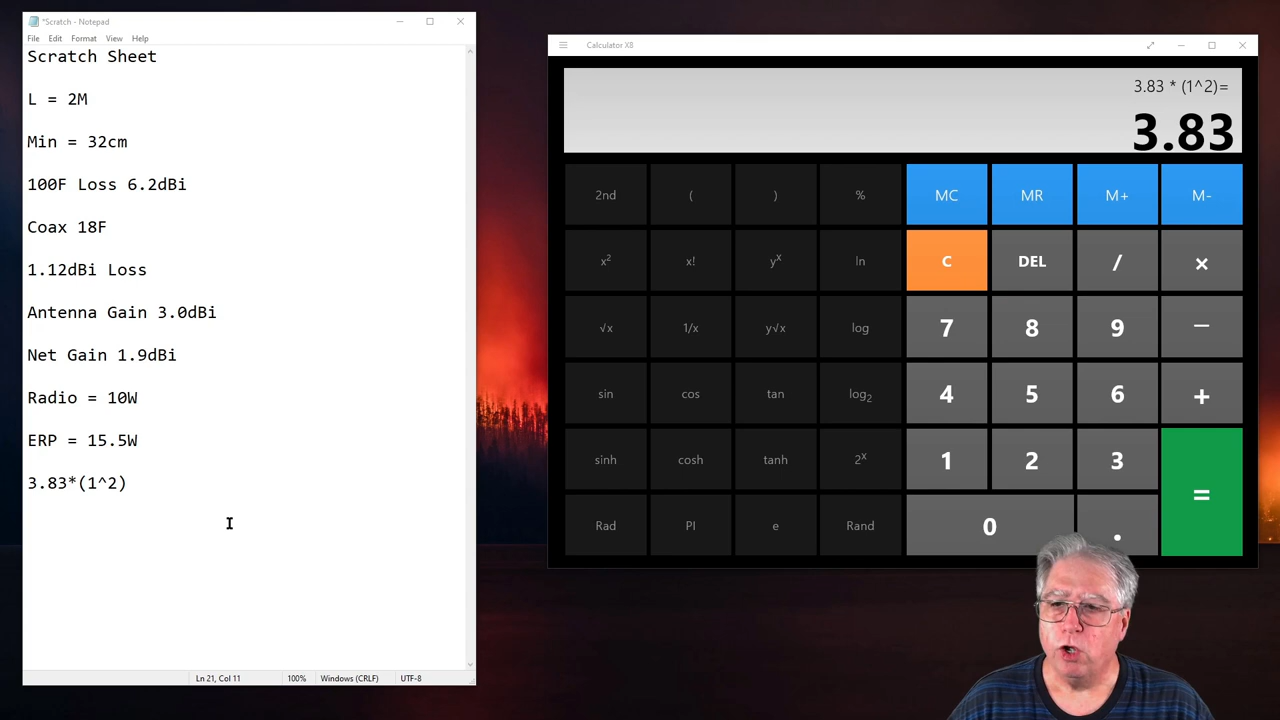 *Scratch - Notepad
File Edit Format View Help
Scratch Sheet
L = 2M
Min = 32cm
100F Loss 6.2dBi
Coax 18F
1.12dBi Loss
Antenna Gain 3.0dBi
Net Gain 1.9dBi
Radio = 10W
ERP = 15.5W
3.83*(1^2)
Ln 21, Col 11 100% Windows (CRLF) UTF-8
Calculator X8
3.83 * (1^2)=
3.83
2nd ( ) % MC MR M+ M-
x² x! yˣ ln C DEL / ×
√x 1/x y√x log 7 8 9 −
sin cos tan log₂ 4 5 6 +
sinh cosh tanh 2ˣ 1 2 3 =
Rad PI e Rand 0 .